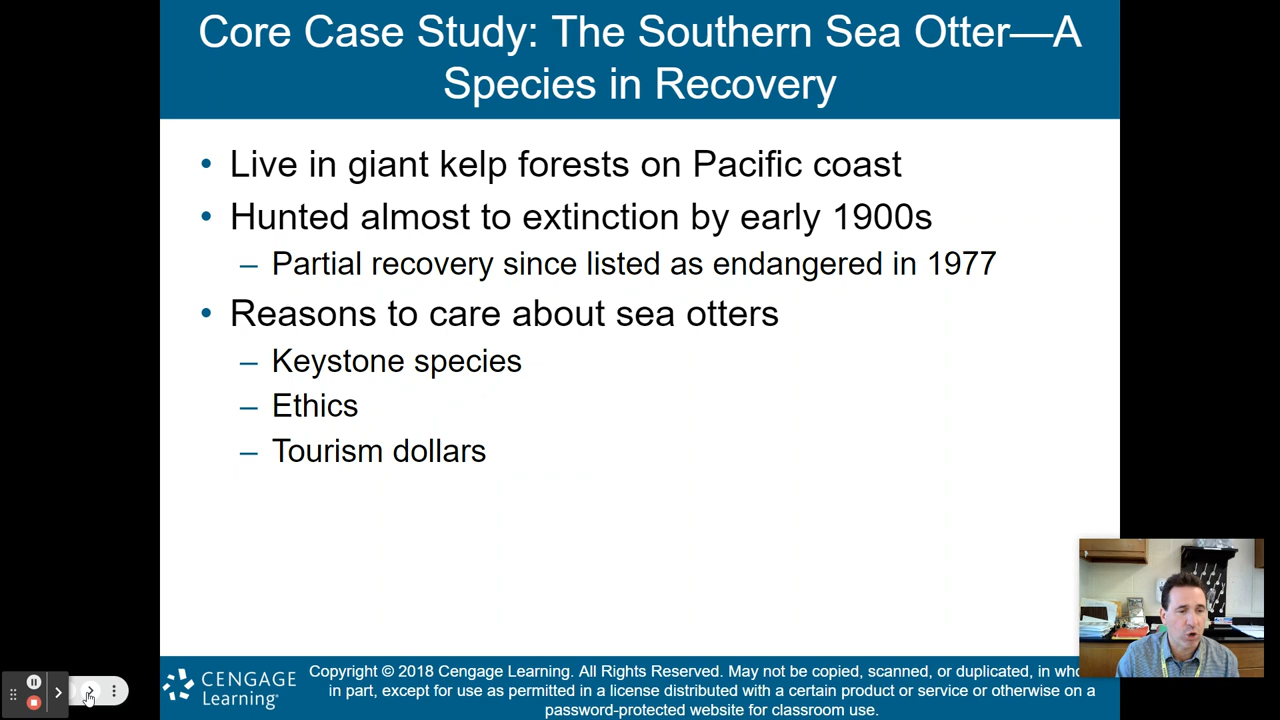 Core Case Study: The Southern Sea Otter—A
Species in Recovery
• Live in giant kelp forests on Pacific coast
• Hunted almost to extinction by early 1900s
– Partial recovery since listed as endangered in 1977
• Reasons to care about sea otters
– Keystone species
– Ethics
– Tourism dollars
CENGAGE
Learning®
Copyright © 2018 Cengage Learning. All Rights Reserved. May not be copied, scanned, or duplicated, in
in part, except for use as permitted in a license distributed with a certain product or service or otherwise on a
password-protected website for classroom use.